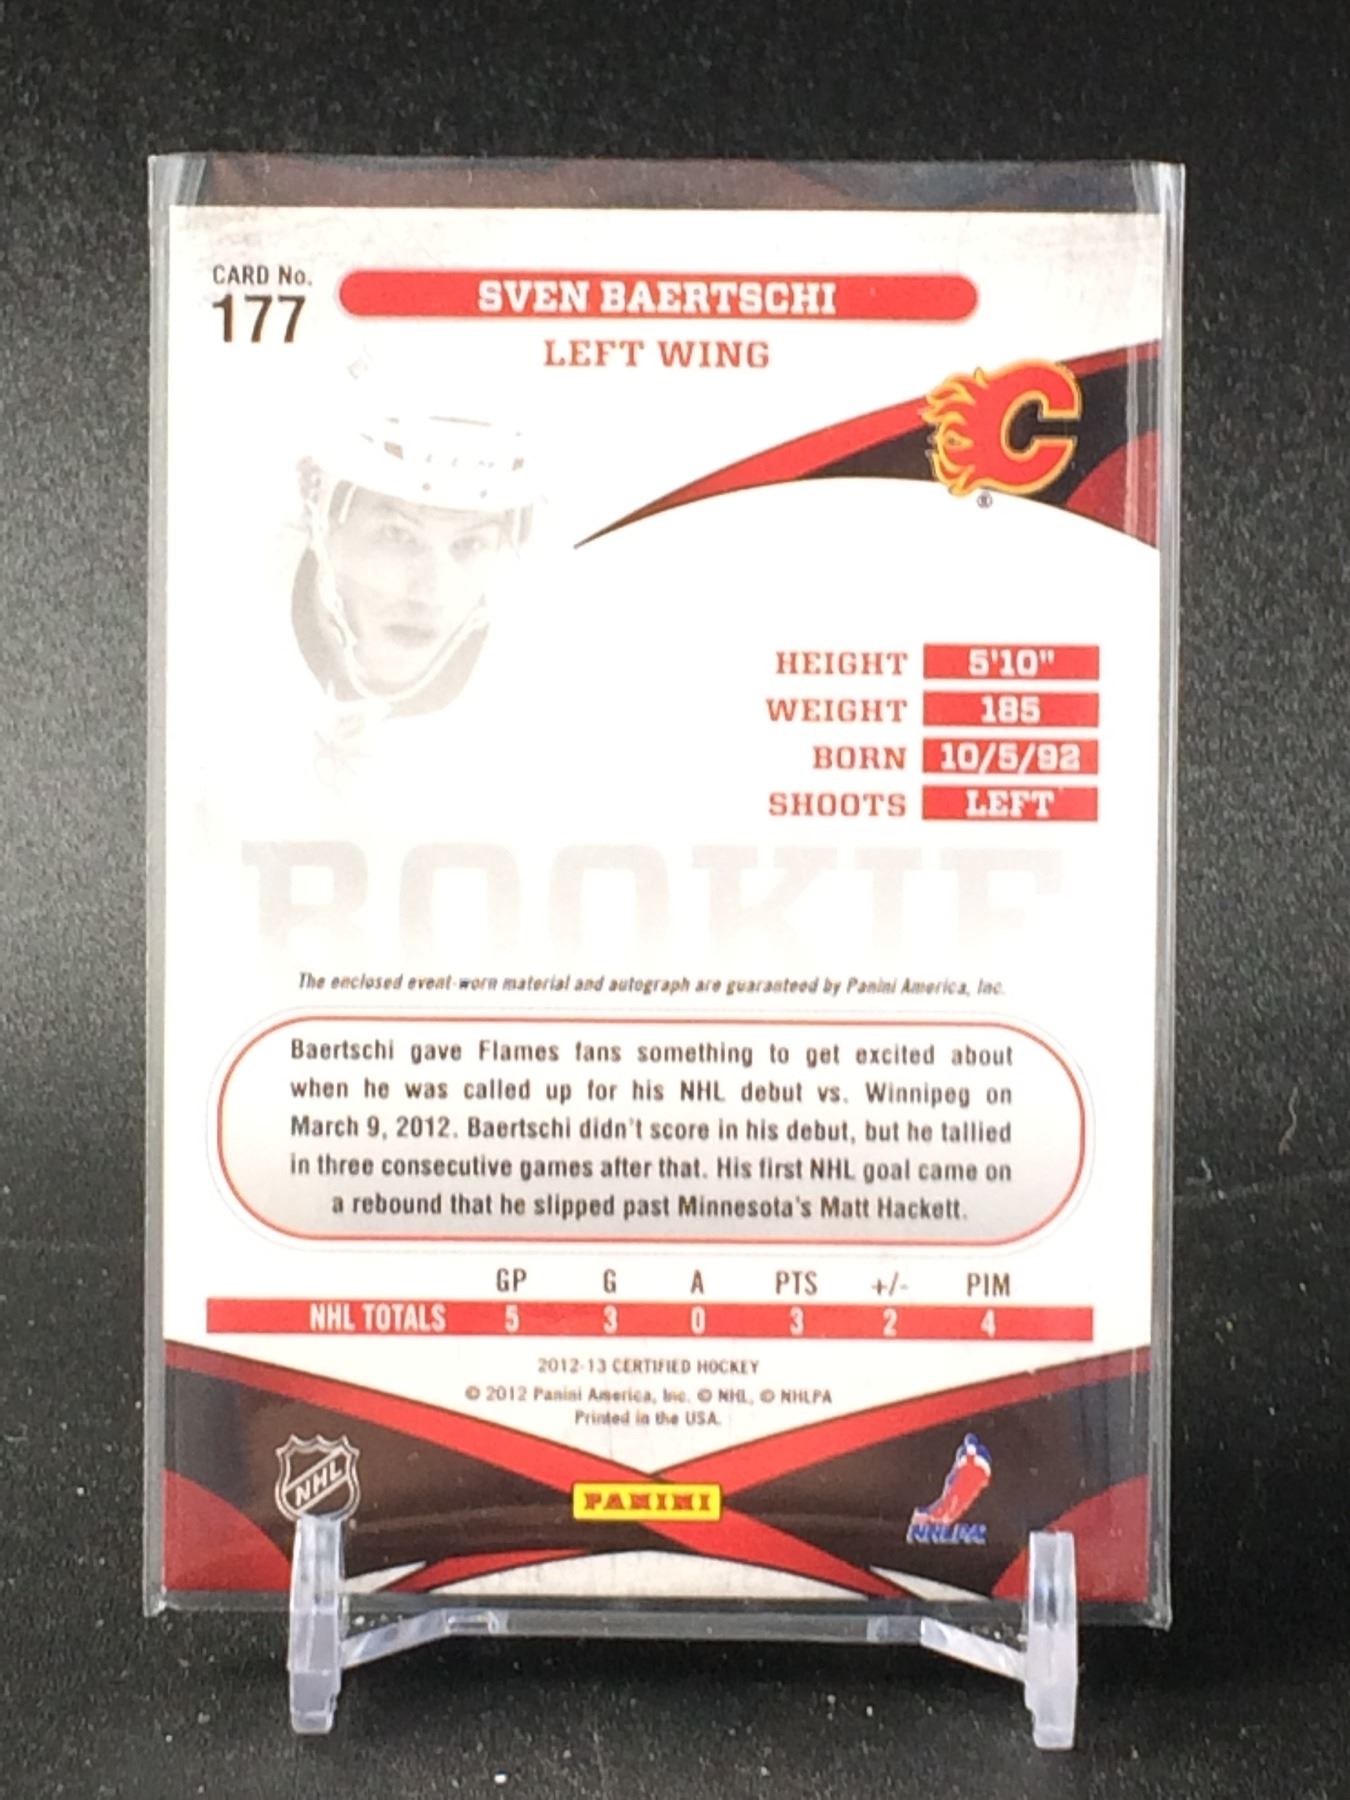 CARD No.
177
SVEN BAERTSCHI
LEFT WING
C
®
CCM
HEIGHT 5'10"
WEIGHT 185
BORN 10/5/92
SHOOTS LEFT
ROOKIE
The enclosed event-worn material and autograph are guaranteed by Panini America, Inc.
Baertschi gave Flames fans something to get excited about
when he was called up for his NHL debut vs. Winnipeg on
March 9, 2012. Baertschi didn't score in his debut, but he tallied
in three consecutive games after that. His first NHL goal came on
a rebound that he slipped past Minnesota's Matt Hackett.
GP G A PTS +/- PIM
NHL TOTALS 5 3 0 3 2 4
2012-13 CERTIFIED HOCKEY
© 2012 Panini America, Inc. © NHL, © NHLPA
Printed in the USA.
NHL
PANINI
NHLPA